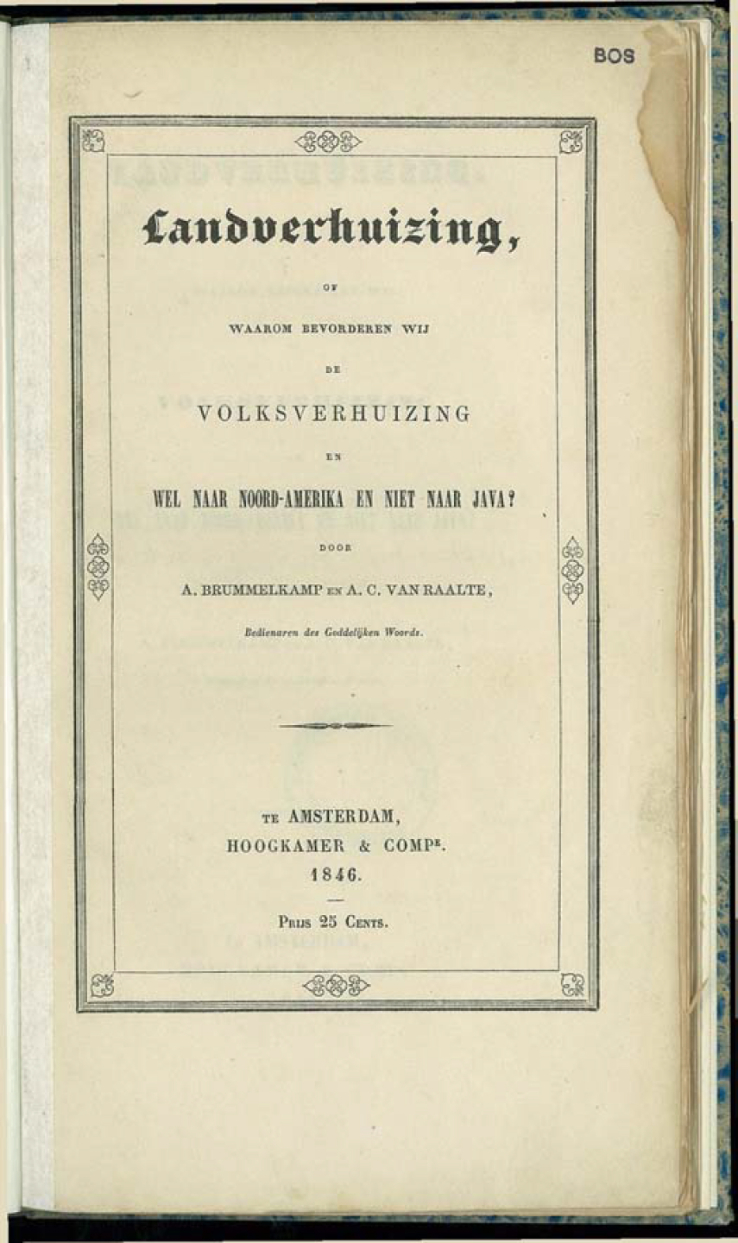 BOS
Landverhuizing,
OF
WAAROM BEVORDEREN WIJ
DE
VOLKSVERHUIZING
EN
WEL NAAR NOORD-AMERIKA EN NIET NAAR JAVA?
DOOR
A. BRUMMELKAMP EN A. C. VAN RAALTE,
Bedienaren des Goddelijken Woords.
TE AMSTERDAM,
HOOGKAMER & COMPE.
1846.
PRIJS 25 CENTS.